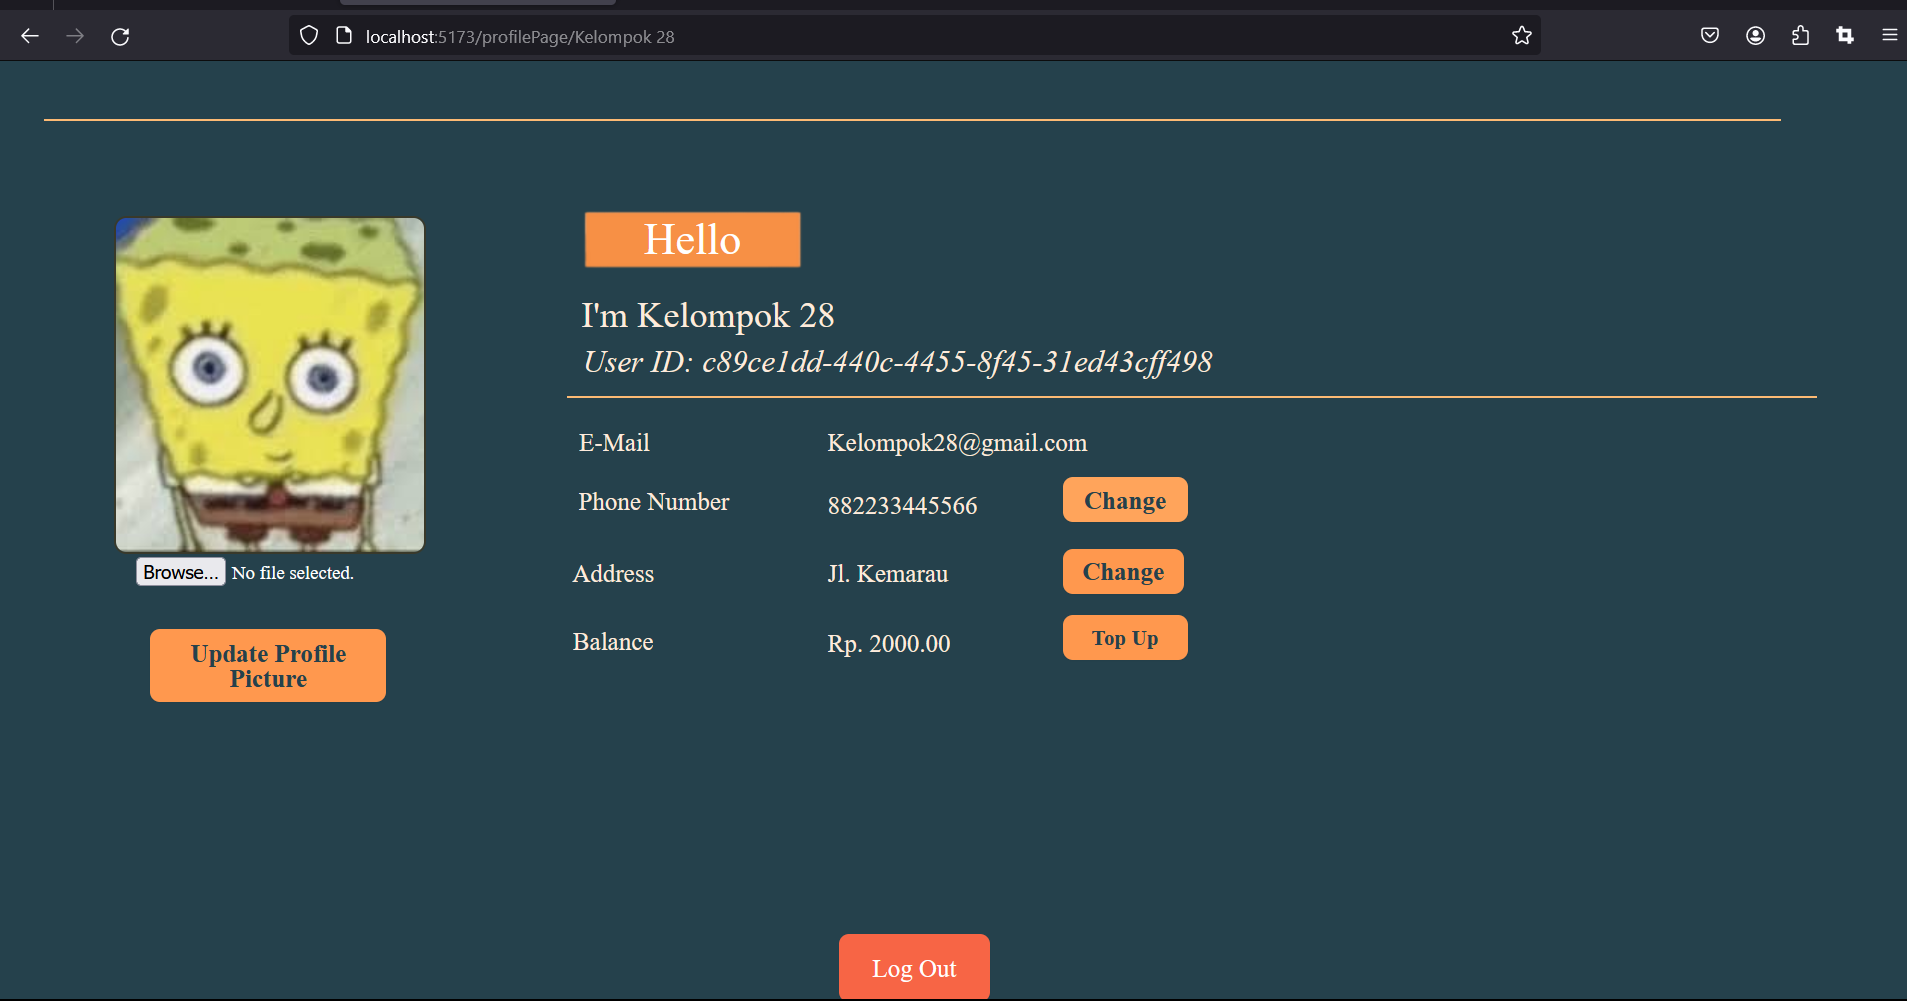 localhost:5173/profilePage/Kelompok 28
Hello
I'm Kelompok 28
User ID: c89ce1dd-440c-4455-8f45-31ed43cff498
E-Mail Kelompok28@gmail.com
Phone Number 882233445566 Change
Address Jl. Kemarau Change
Balance Rp. 2000.00 Top Up
Browse... No file selected.
Update Profile
Picture
Log Out